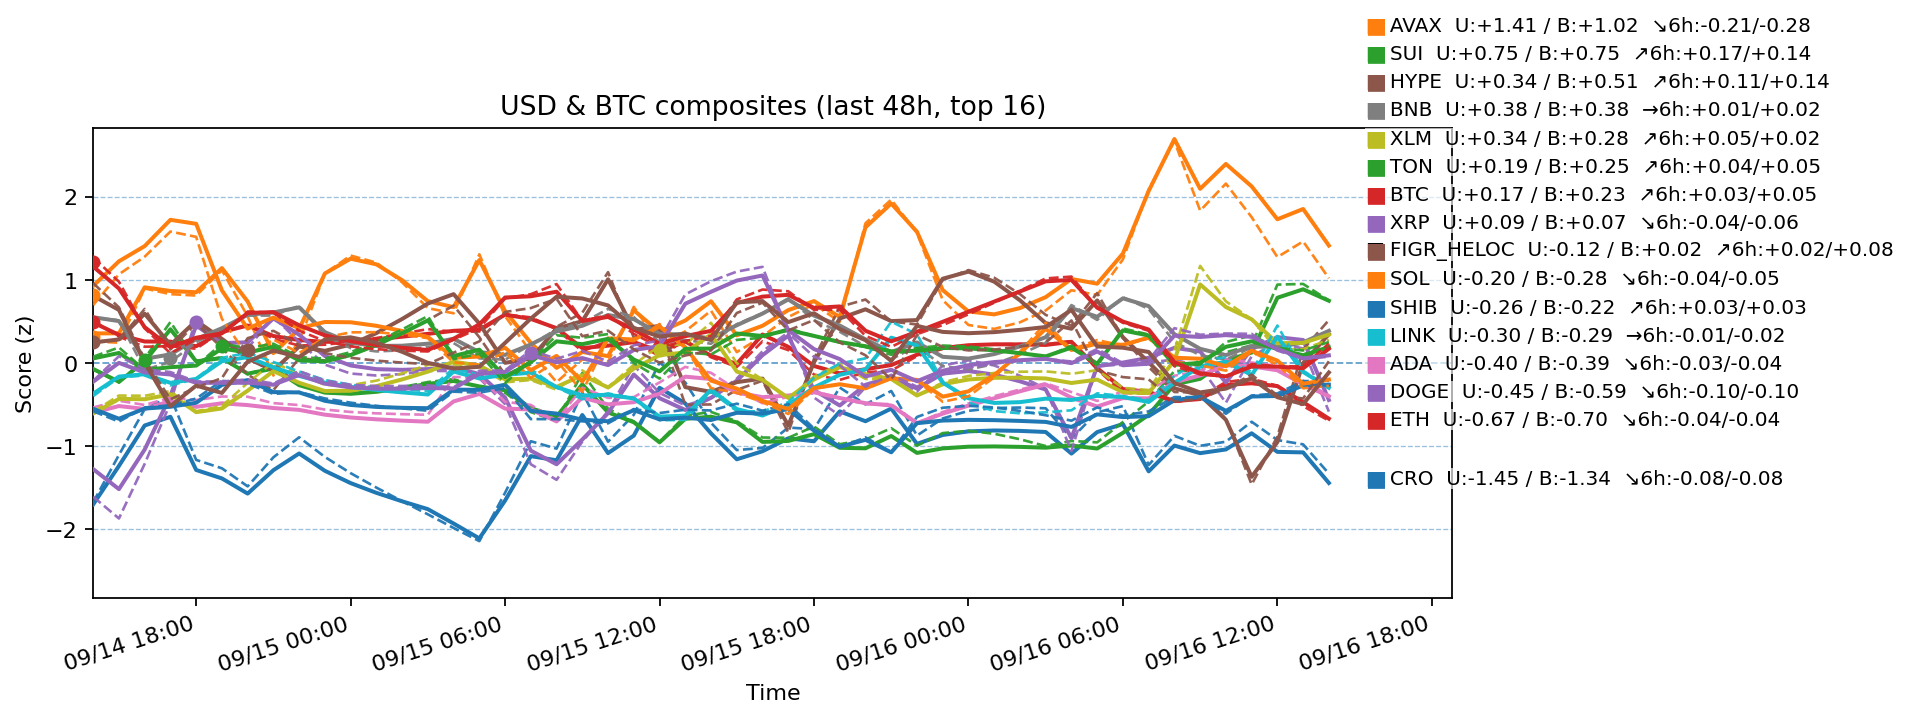 AVAX  U:+1.41 / B:+1.02  ↘6h:-0.21/-0.28
SUI  U:+0.75 / B:+0.75  ↗6h:+0.17/+0.14
HYPE  U:+0.34 / B:+0.51  ↗6h:+0.11/+0.14
USD & BTC composites (last 48h, top 16)
BNB  U:+0.38 / B:+0.38  →6h:+0.01/+0.02
XLM  U:+0.34 / B:+0.28  ↗6h:+0.05/+0.02
TON  U:+0.19 / B:+0.25  ↗6h:+0.04/+0.05
BTC  U:+0.17 / B:+0.23  ↗6h:+0.03/+0.05
XRP  U:+0.09 / B:+0.07  ↘6h:-0.04/-0.06
FIGR_HELOC  U:-0.12 / B:+0.02  ↗6h:+0.02/+0.08
SOL  U:-0.20 / B:-0.28  ↘6h:-0.04/-0.05
SHIB  U:-0.26 / B:-0.22  ↗6h:+0.03/+0.03
LINK  U:-0.30 / B:-0.29  →6h:-0.01/-0.02
ADA  U:-0.40 / B:-0.39  ↘6h:-0.03/-0.04
DOGE  U:-0.45 / B:-0.59  ↘6h:-0.10/-0.10
ETH  U:-0.67 / B:-0.70  ↘6h:-0.04/-0.04
CRO  U:-1.45 / B:-1.34  ↘6h:-0.08/-0.08
Score (z)
2
1
0
−1
−2
09/14 18:00
09/15 00:00
09/15 06:00
09/15 12:00
09/15 18:00
09/16 00:00
09/16 06:00
09/16 12:00
09/16 18:00
Time